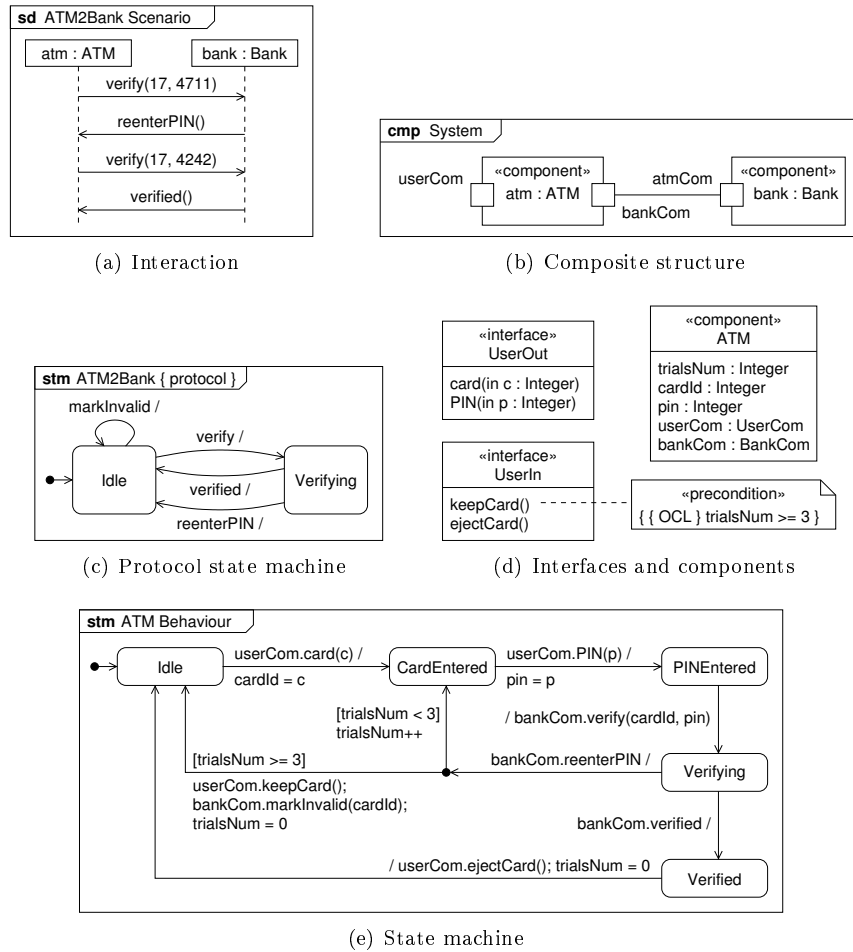 sd ATM2Bank Scenario
atm : ATM
bank : Bank
verify(17, 4711)
reenterPIN()
verify(17, 4242)
verified()
(a) Interaction
cmp System
userCom
«component»
atm : ATM
atmCom
bankCom
«component»
bank : Bank
(b) Composite structure
stm ATM2Bank { protocol }
markInvalid /
Idle
verify /
verified /
reenterPIN /
Verifying
(c) Protocol state machine
«interface»
UserOut
card(in c : Integer)
PIN(in p : Integer)
«interface»
UserIn
keepCard()
ejectCard()
«component»
ATM
trialsNum : Integer
cardId : Integer
pin : Integer
userCom : UserCom
bankCom : BankCom
«precondition»
{ { OCL } trialsNum >= 3 }
(d) Interfaces and components
stm ATM Behaviour
Idle
userCom.card(c) /
cardId = c
CardEntered
userCom.PIN(p) /
pin = p
PINEntered
[trialsNum < 3]
trialsNum++
/ bankCom.verify(cardId, pin)
[trialsNum >= 3]
userCom.keepCard();
bankCom.markInvalid(cardId);
trialsNum = 0
bankCom.reenterPIN /
Verifying
bankCom.verified /
/ userCom.ejectCard(); trialsNum = 0
Verified
(e) State machine